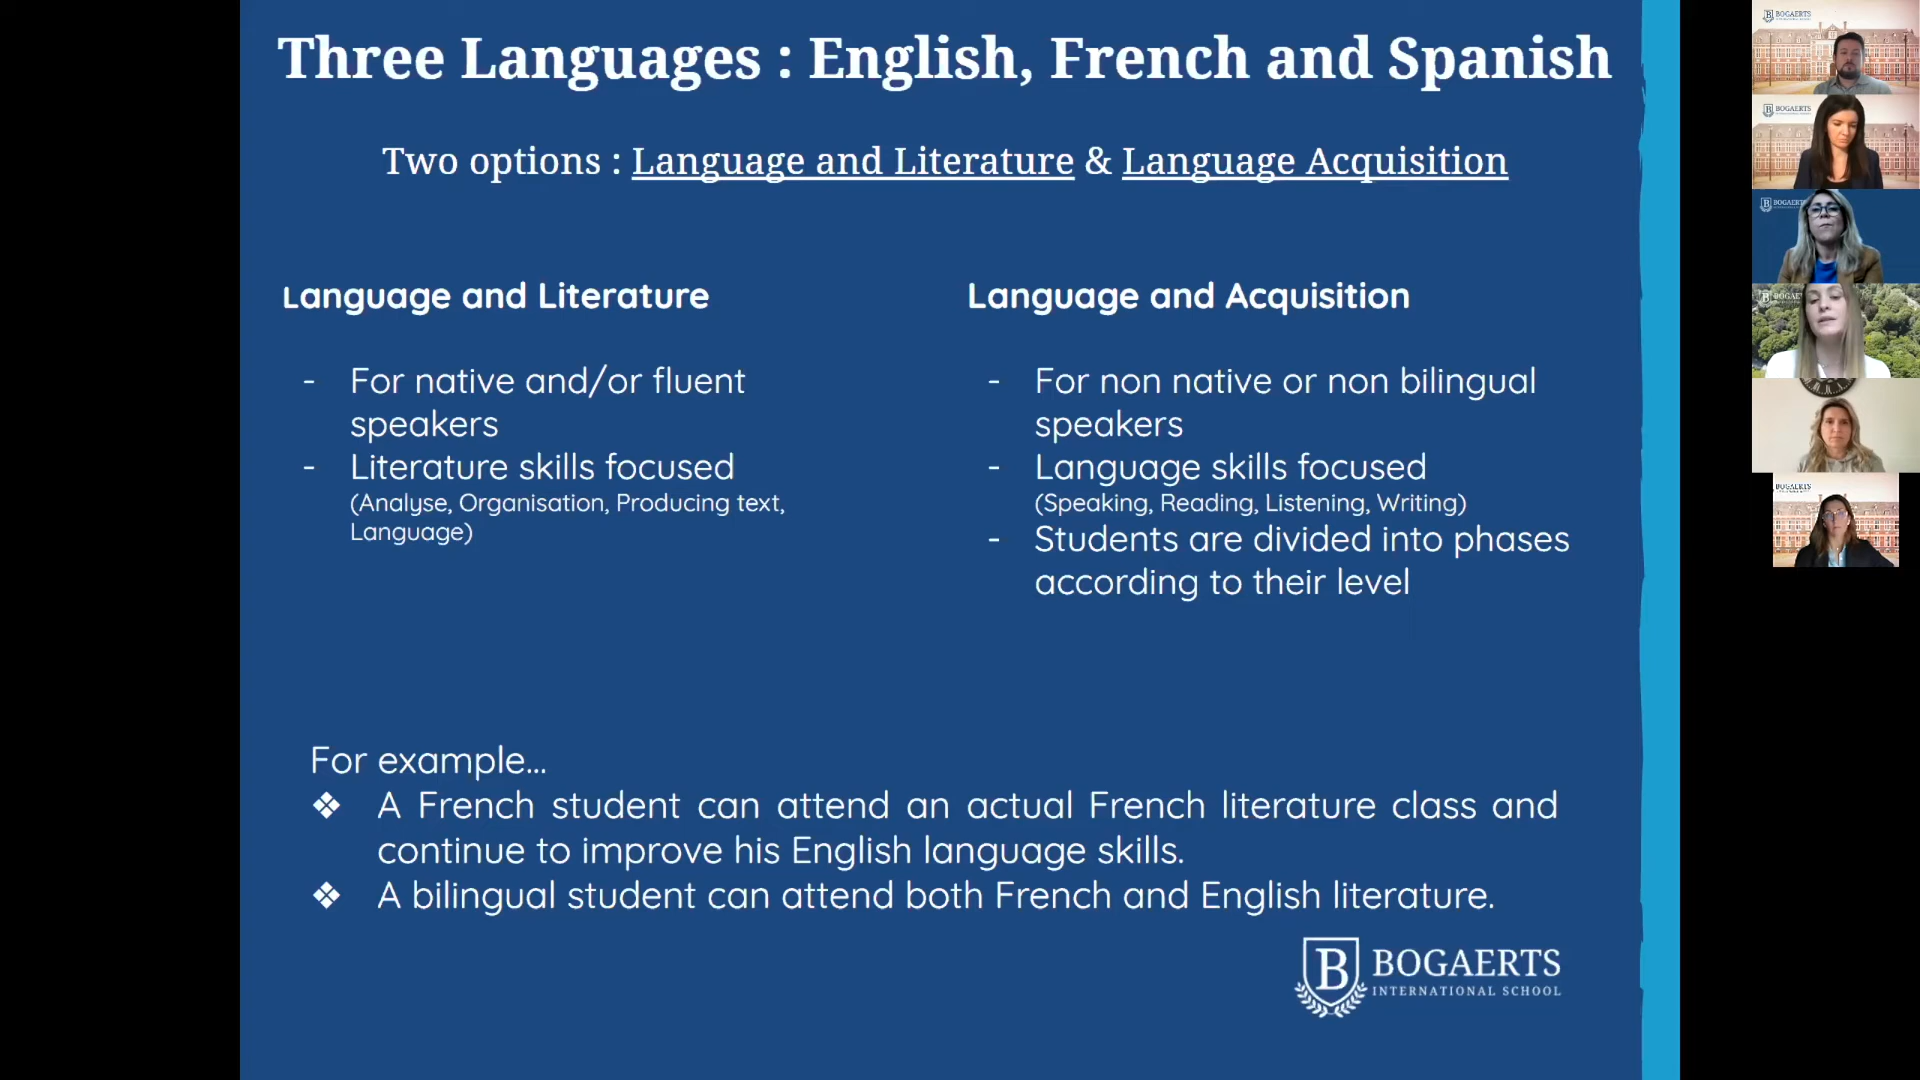 Three Languages : English, French and Spanish
Two options : Language and Literature & Language Acquisition
Language and Literature
- For native and/or fluent
speakers
- Literature skills focused
(Analyse, Organisation, Producing text,
Language)
Language and Acquisition
- For non native or non bilingual
speakers
- Language skills focused
(Speaking, Reading, Listening, Writing)
- Students are divided into phases
according to their level
For example...
❖ A French student can attend an actual French literature class and
continue to improve his English language skills.
❖ A bilingual student can attend both French and English literature.
B BOGAERTS
INTERNATIONAL SCHOOL
BOGAERTS
BOGAERTS